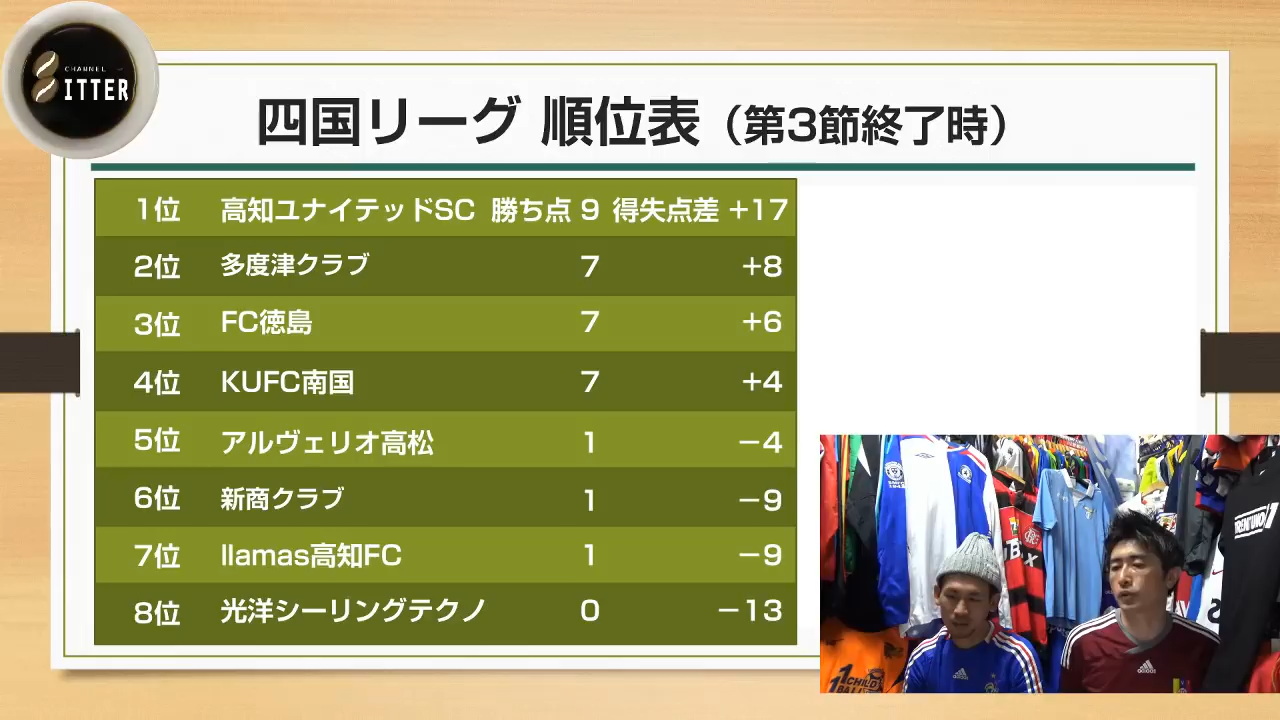 CHANNEL
ITTER
四国リーグ 順位表（第3節終了時）
1位 高知ユナイテッドSC 勝ち点 9 得失点差 +17
2位 多度津クラブ 7 +8
3位 FC徳島 7 +6
4位 KUFC南国 7 +4
5位 アルヴェリオ高松 1 −4
6位 新商クラブ 1 −9
7位 llamas高知FC 1 −9
8位 光洋シーリングテクノ 0 −13
adidas
adidas